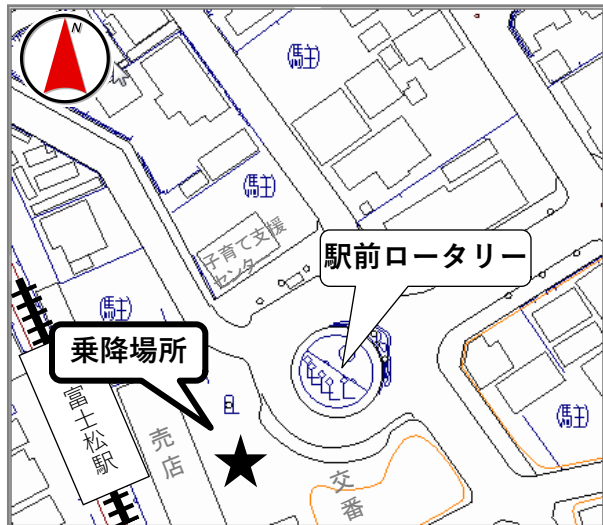 N
(駐)
(駐)
子育て支援
センター
駅前ロータリー
(駐)
乗降場所
富士松駅
売店
交番
(駐)